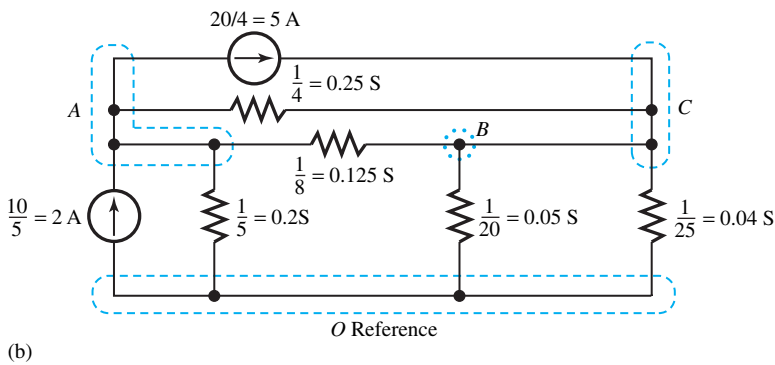 20/4 = 5 A
1/4 = 0.25 S
A
C
B
1/8 = 0.125 S
10/5 = 2 A
1/5 = 0.2S
1/20 = 0.05 S
1/25 = 0.04 S
O Reference
(b)